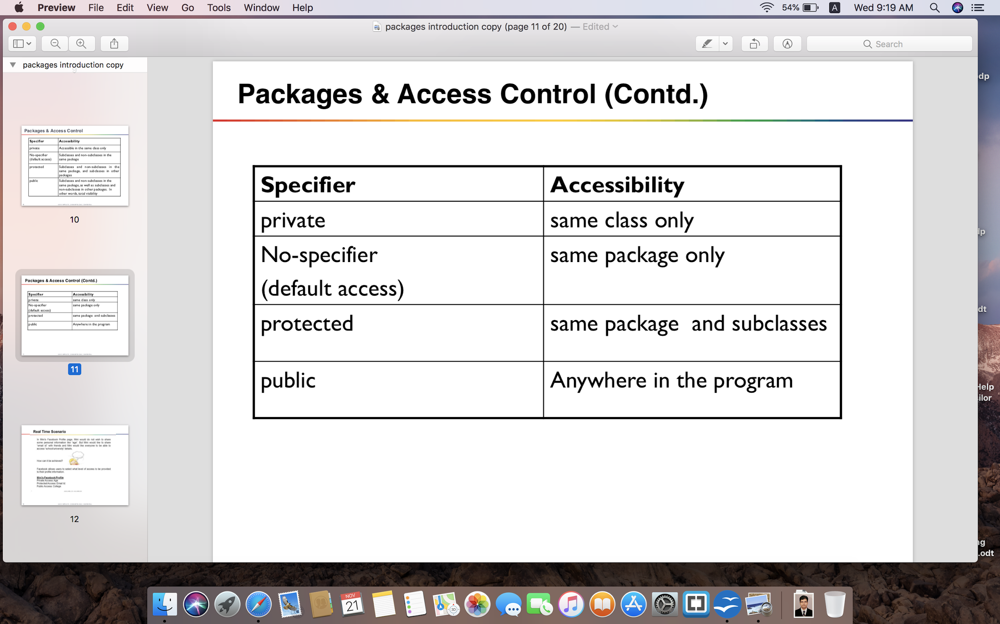 Preview File Edit View Go Tools Window Help
54% A Wed 9:19 AM
packages introduction copy (page 11 of 20) — Edited
Search
packages introduction copy
9
Packages & Access Control
Specifier Accessibility
private Accessible in the same class only
No-specifier Subclasses and non-subclasses in the
(default access) same package
protected Subclasses and non-subclasses in the
same package, and subclasses in other
packages
public Subclasses and non-subclasses in the
same package, as well as subclasses and
non-subclasses in other packages. In
other words, total visibility
10
Packages & Access Control (Contd.)
Specifier Accessibility
private same class only
No-specifier same package only
(default access)
protected same package and subclasses
public Anywhere in the program
11
Real Time Scenario
In Mini's Facebook Profile page, Mini would do not wish to share
some personal information like 'age'. But Mini would like to share
'email id' with friends and Mini would like everyone to be able to
access 'school/university' details.
How can it be achieved?
Facebook allows users to select what level of access to be provided
to their profile information.
Mini's Facebook Profile
Private Access: Age
Protected Access: Email Id
Public Access: College
12
Packages & Access Control (Contd.)
Specifier Accessibility
private same class only
No-specifier same package only
(default access)
protected same package and subclasses
public Anywhere in the program
dp
dp
dt
Help
silor
ng
.odt
NOV
21
3D